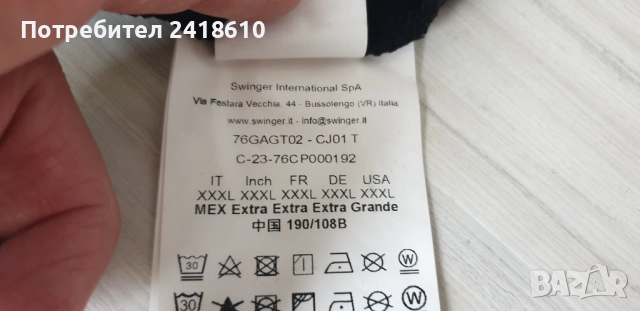 Потребител 2418610
Swinger International SpA
Via Festara Vecchia, 44 - Bussolengo (VR) Italia
www.swinger.it - info@swinger.it
76GAGT02 - CJ01 T
C-23-76CP000192
IT Inch FR DE USA
XXXL XXXL XXXL XXXL XXXL
MEX Extra Extra Extra Grande
中国 190/108B
30 W
30 W
BAZAR